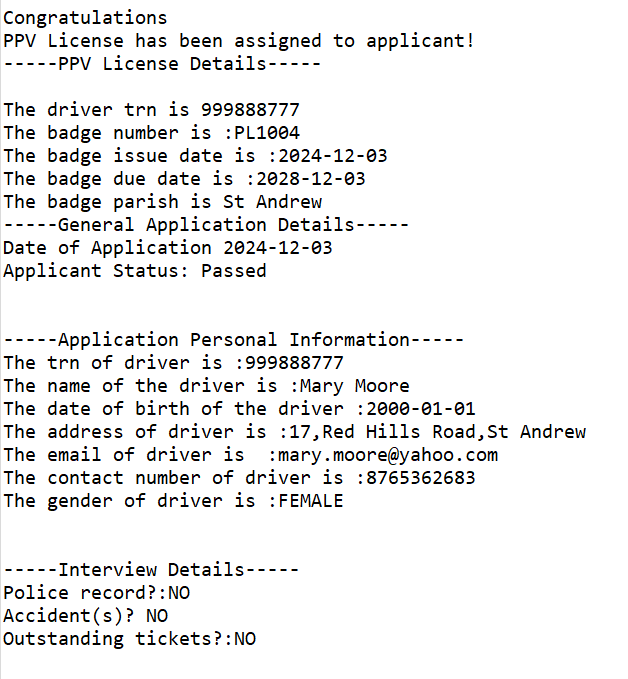 Congratulations
PPV License has been assigned to applicant!
-----PPV License Details-----
The driver trn is 999888777
The badge number is :PL1004
The badge issue date is :2024-12-03
The badge due date is :2028-12-03
The badge parish is St Andrew
-----General Application Details-----
Date of Application 2024-12-03
Applicant Status: Passed
-----Application Personal Information-----
The trn of driver is :999888777
The name of the driver is :Mary Moore
The date of birth of the driver :2000-01-01
The address of driver is :17,Red Hills Road,St Andrew
The email of driver is  :mary.moore@yahoo.com
The contact number of driver is :8765362683
The gender of driver is :FEMALE
-----Interview Details-----
Police record?:NO
Accident(s)? NO
Outstanding tickets?:NO